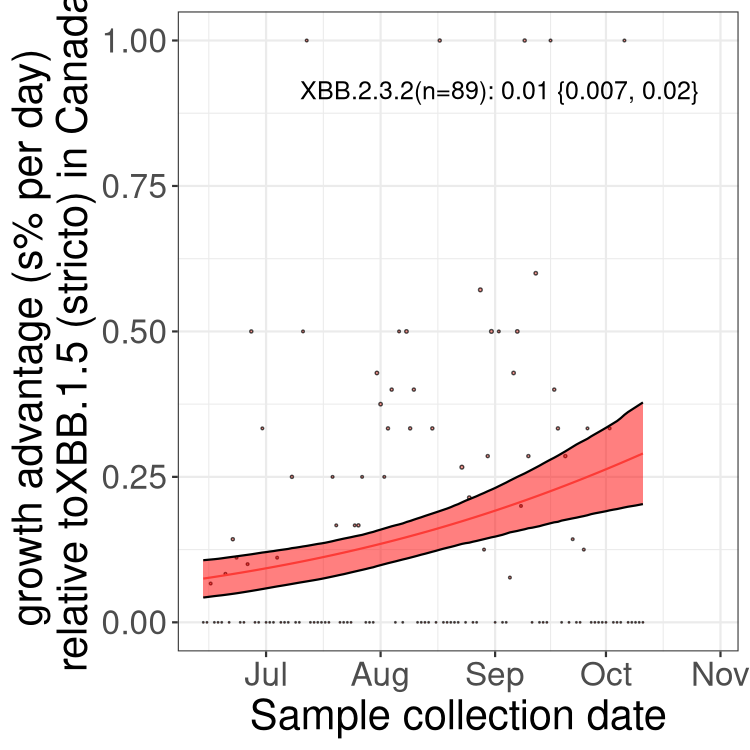 growth advantage (s% per day)
relative toXBB.1.5 (stricto) in Canada
1.00
0.75
0.50
0.25
0.00
XBB.2.3.2(n=89): 0.01 {0.007, 0.02}
Jul
Aug
Sep
Oct
Nov
Sample collection date